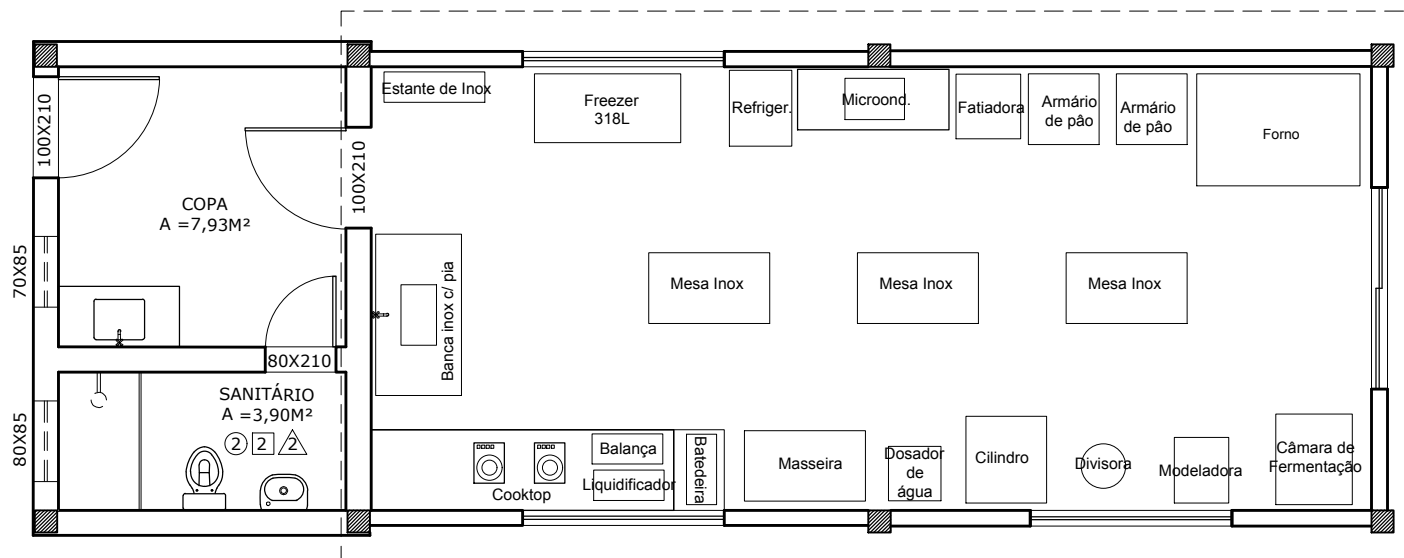 Estante de Inox
Freezer
318L
Refriger.
Microond.
Fatiadora
Armário
de pâo
Armário
de pâo
Forno
100X210
100X210
COPA
A =7,93M²
70X85
Mesa Inox
Mesa Inox
Mesa Inox
Banca inox c/ pia
80X210
SANITÁRIO
A =3,90M²
2 2 2
80X85
Cooktop
Balança
Liquidificador
Batedeira
Masseira
Dosador
de
água
Cilindro
Divisora
Modeladora
Câmara de
Fermentação